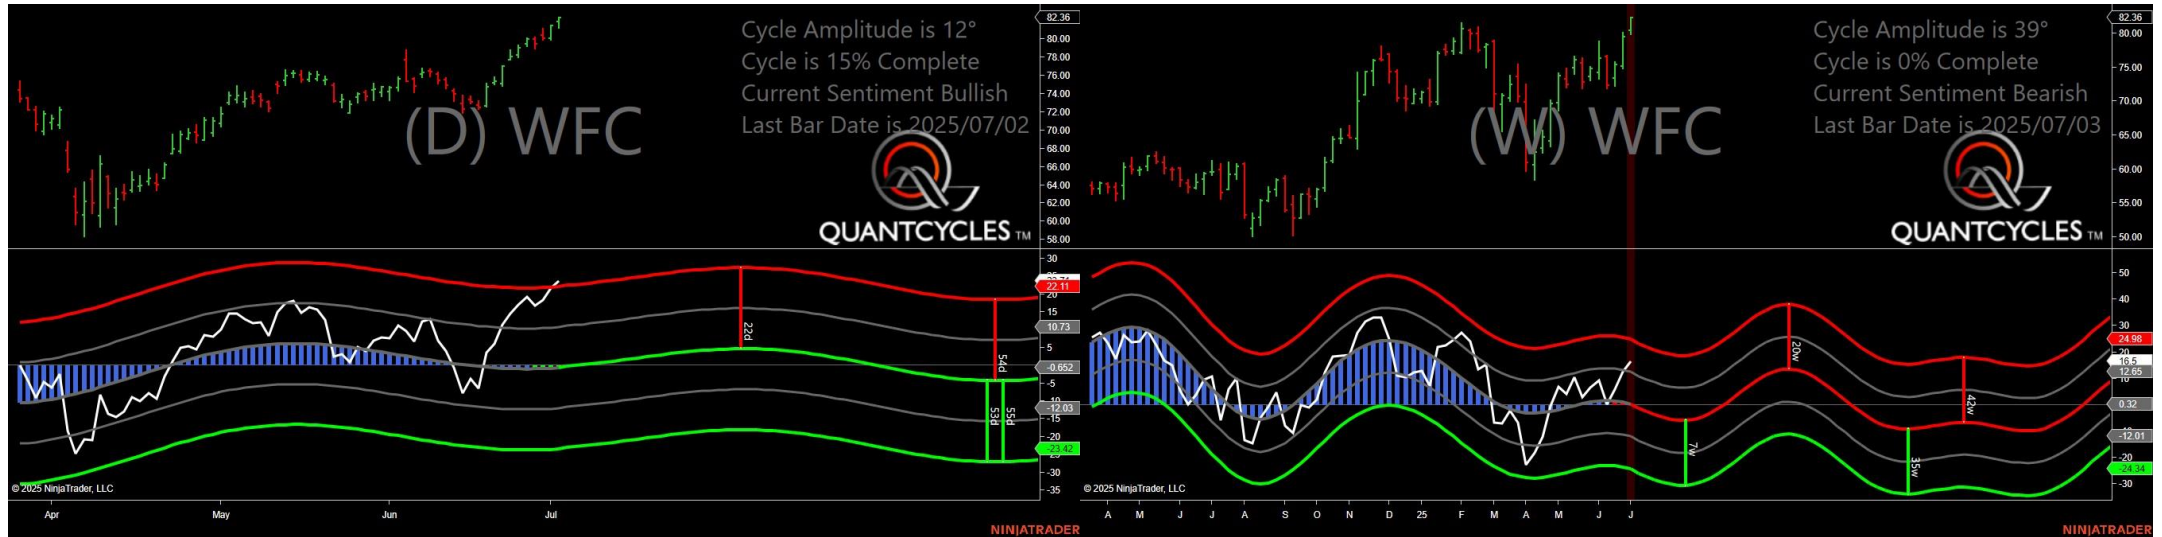 Cycle Amplitude is 12°
Cycle is 15% Complete
Current Sentiment Bullish
Last Bar Date is 2025/07/02
(D) WFC
QUANTCYCLES TM
82.36
80.00
78.00
76.00
74.00
72.00
70.00
68.00
66.00
64.00
62.00
60.00
58.00
30
22.11
20
15
10.73
5
-0.652
-5
-12.03
-15
-20
-23.42
-30
-35
22d
54d
53d
55d
© 2025 NinjaTrader, LLC
Apr May Jun Jul
NINJATRADER
Cycle Amplitude is 39°
Cycle is 0% Complete
Current Sentiment Bearish
Last Bar Date is 2025/07/03
(W) WFC
QUANTCYCLES TM
82.36
80.00
75.00
70.00
65.00
60.00
55.00
50.00
50
40
30
24.98
16.5
12.65
0.32
-12.01
-20
-24.34
-30
20w
42w
7w
35w
© 2025 NinjaTrader, LLC
A M J J A S O N D 25 F M A M J J
NINJATRADER